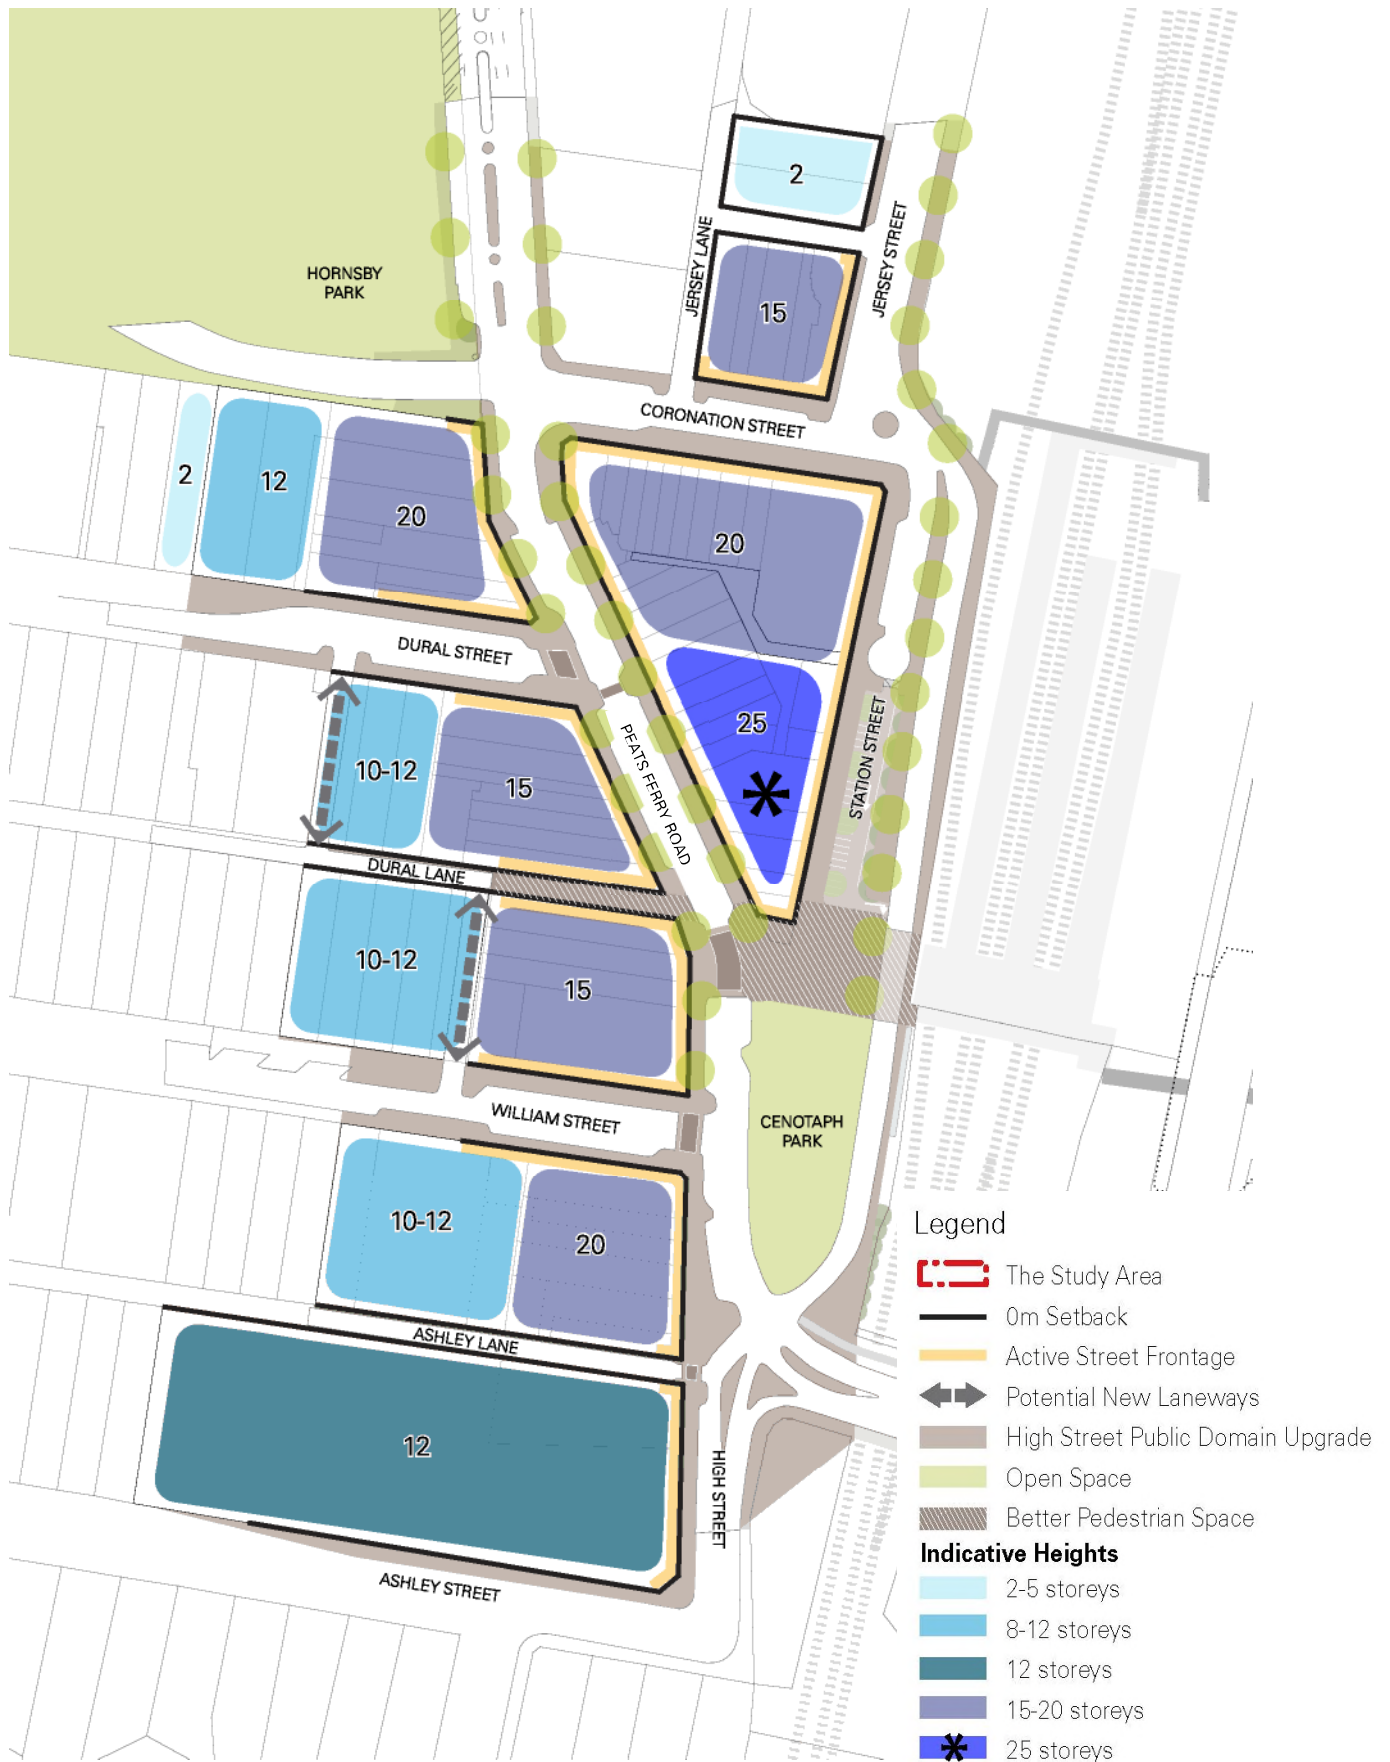 2
JERSEY LANE
JERSEY STREET
HORNSBY
PARK
15
CORONATION STREET
2
12
20
20
DURAL STREET
25
PEATS FERRY ROAD
STATION STREET
10-12
15
DURAL LANE
10-12
15
WILLIAM STREET
CENOTAPH
PARK
10-12
20
ASHLEY LANE
12
HIGH STREET
ASHLEY STREET
Legend
The Study Area
0m Setback
Active Street Frontage
Potential New Laneways
High Street Public Domain Upgrade
Open Space
Better Pedestrian Space
Indicative Heights
2-5 storeys
8-12 storeys
12 storeys
15-20 storeys
25 storeys